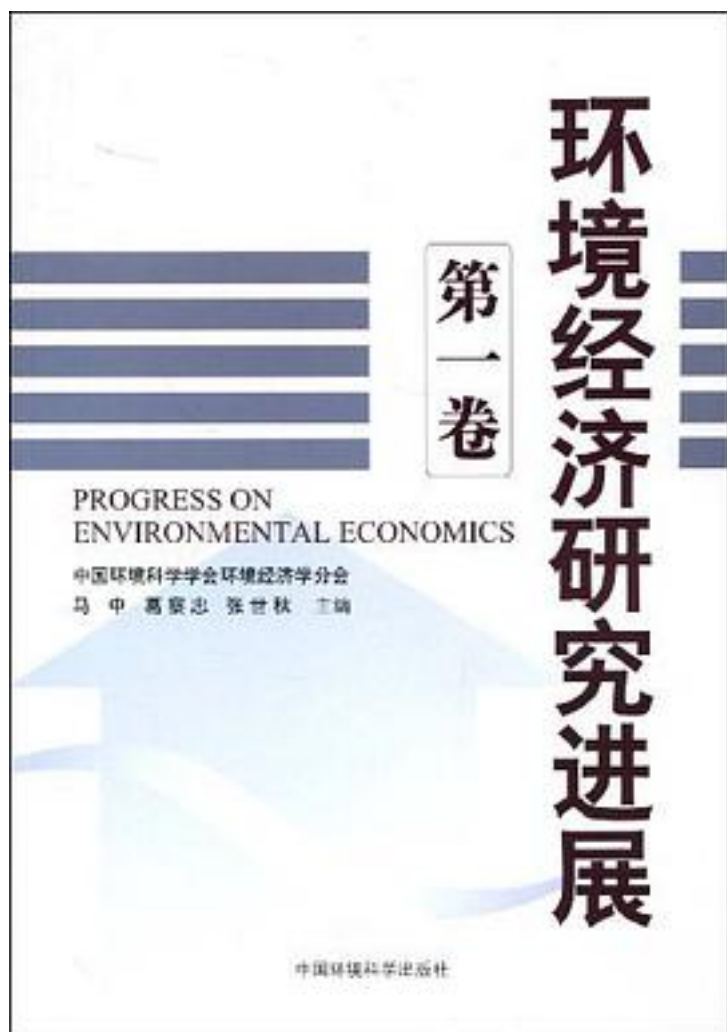 环境经济研究进展
第一卷
PROGRESS ON
ENVIRONMENTAL ECONOMICS
中国环境科学学会环境经济学分会
马 中 葛察忠 张世秋 主编
中国环境科学出版社